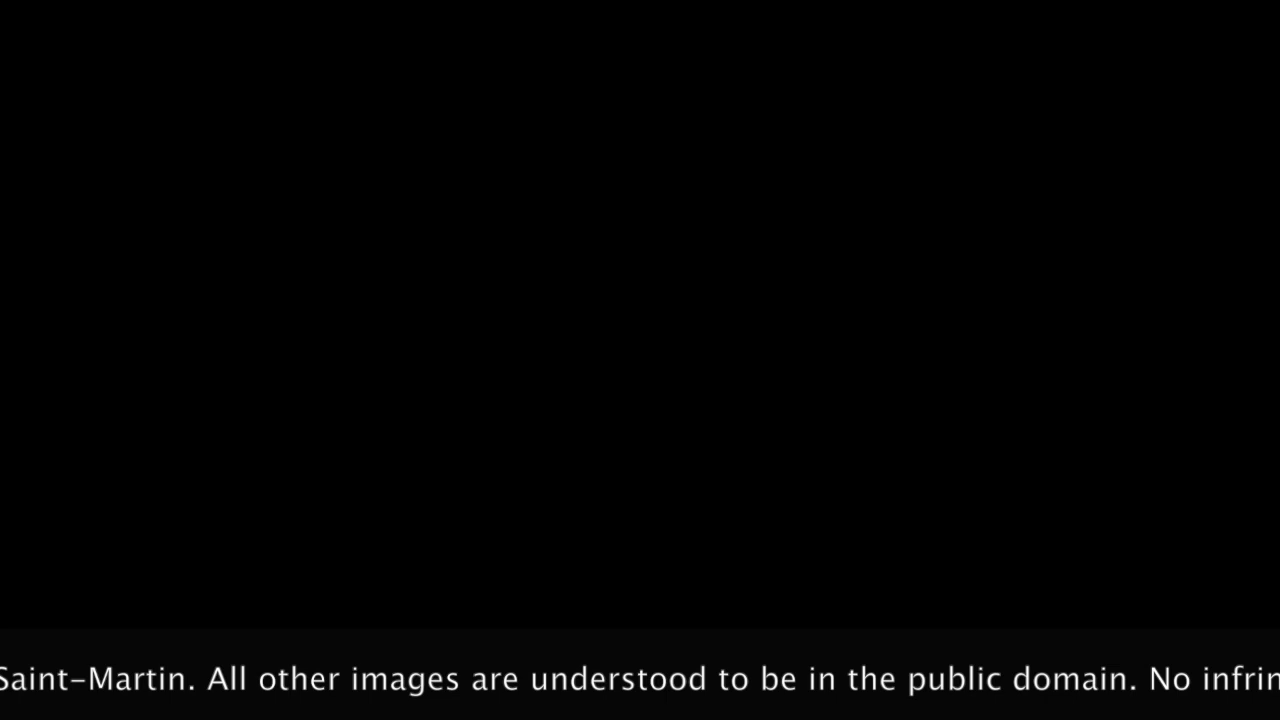 Saint-Martin. All other images are understood to be in the public domain. No infrin